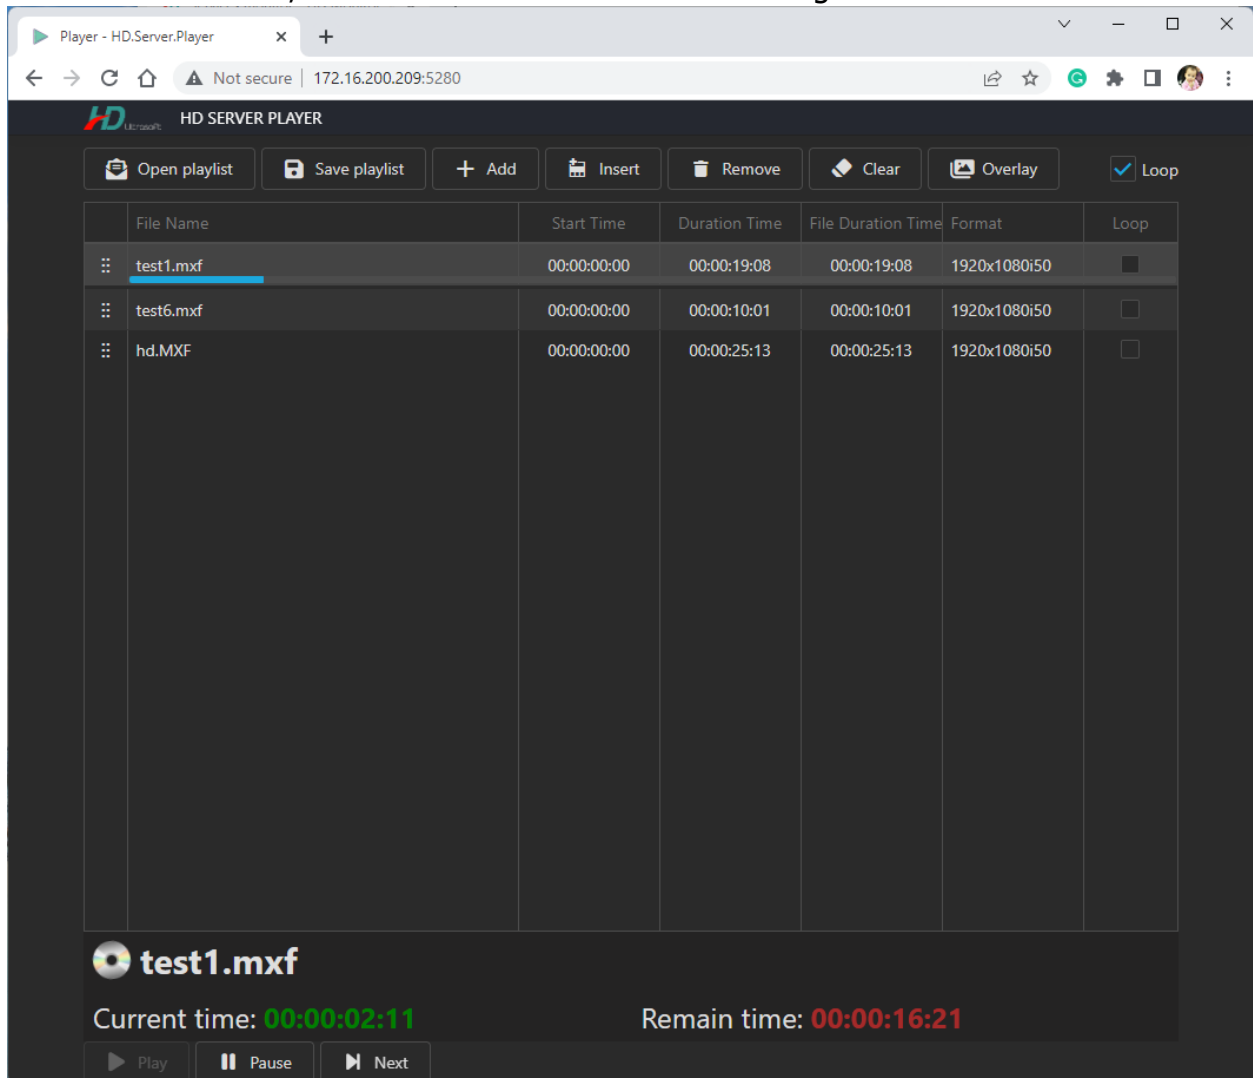 Player - HD.Server.Player
Not secure | 172.16.200.209:5280
HD HD SERVER PLAYER
Open playlist Save playlist Add Insert Remove Clear Overlay Loop
File Name Start Time Duration Time File Duration Time Format Loop
test1.mxf 00:00:00:00 00:00:19:08 00:00:19:08 1920x1080i50
test6.mxf 00:00:00:00 00:00:10:01 00:00:10:01 1920x1080i50
hd.MXF 00:00:00:00 00:00:25:13 00:00:25:13 1920x1080i50
test1.mxf
Current time: 00:00:02:11 Remain time: 00:00:16:21
Play Pause Next